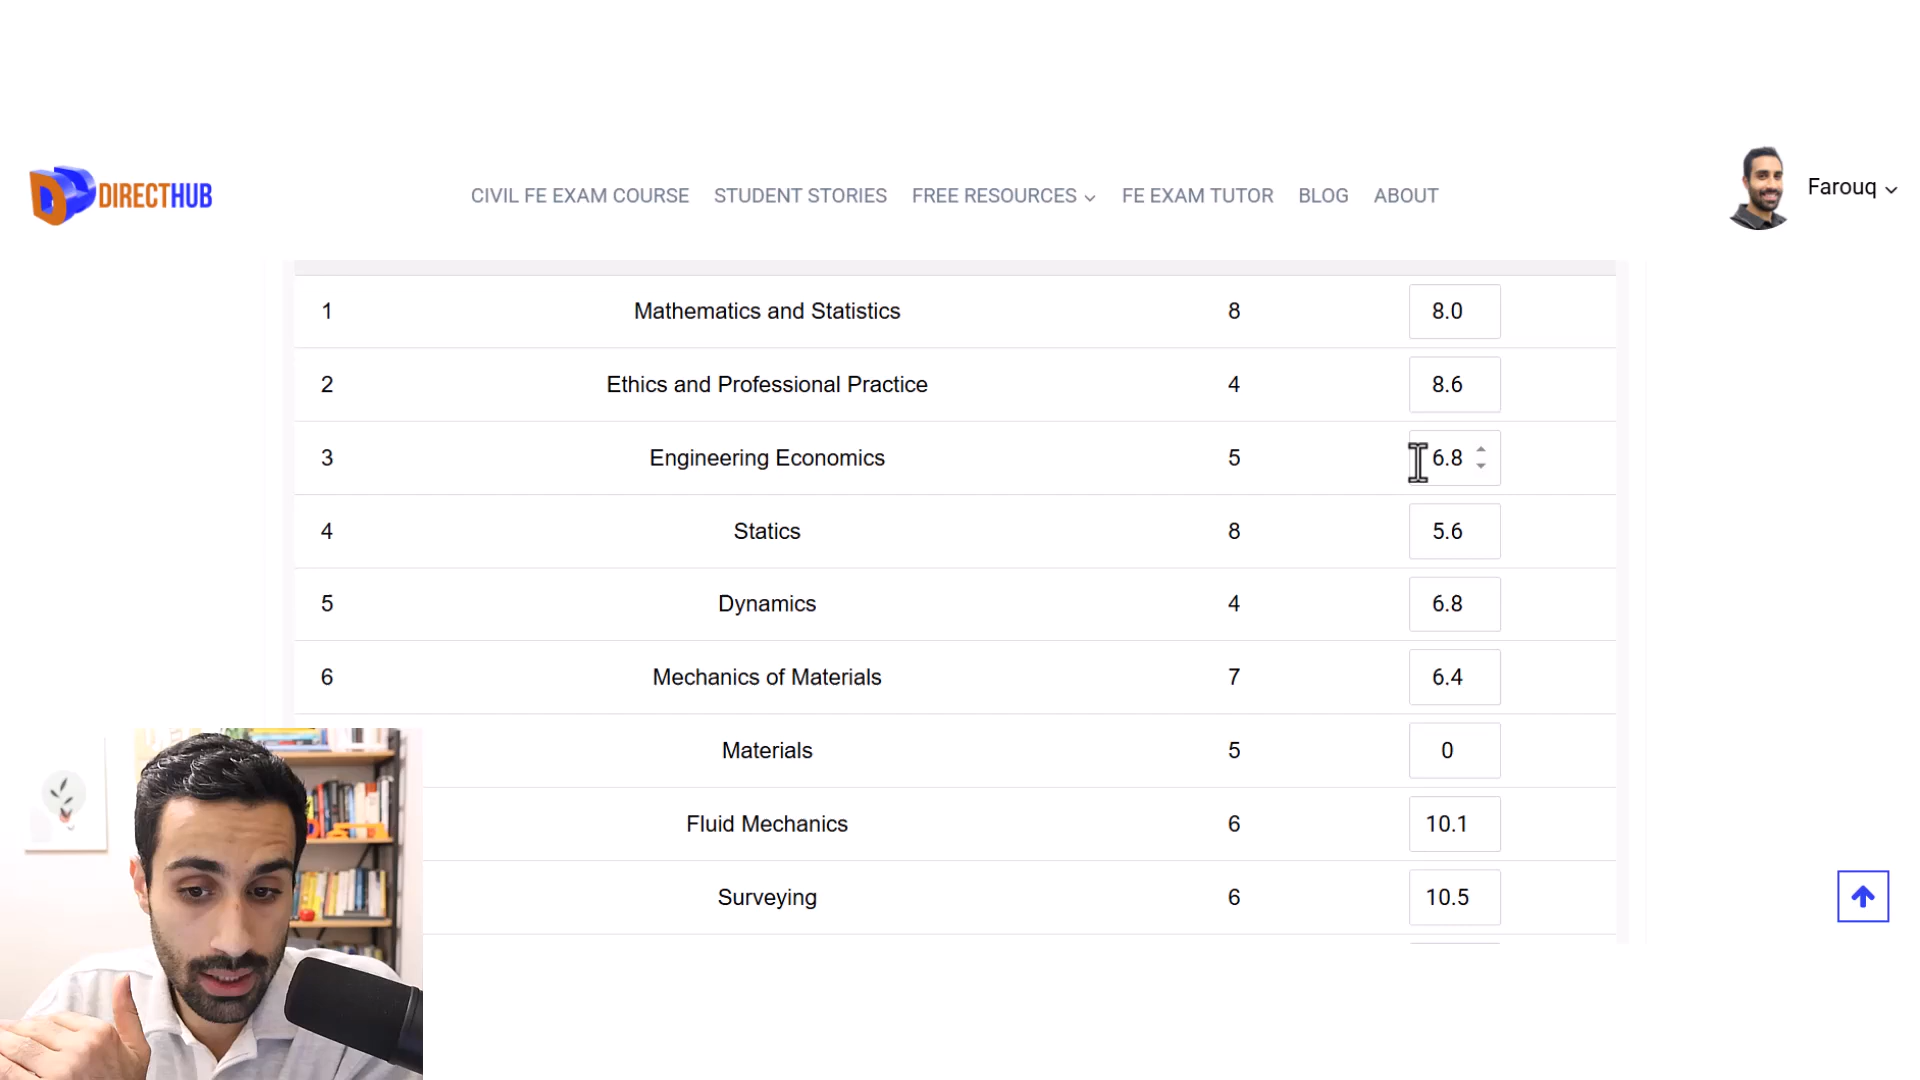 DIRECTHUB
CIVIL FE EXAM COURSE STUDENT STORIES FREE RESOURCES FE EXAM TUTOR BLOG ABOUT
Farouq
1 Mathematics and Statistics 8 8.0
2 Ethics and Professional Practice 4 8.6
3 Engineering Economics 5 6.8
4 Statics 8 5.6
5 Dynamics 4 6.8
6 Mechanics of Materials 7 6.4
Materials 5 0
Fluid Mechanics 6 10.1
Surveying 6 10.5